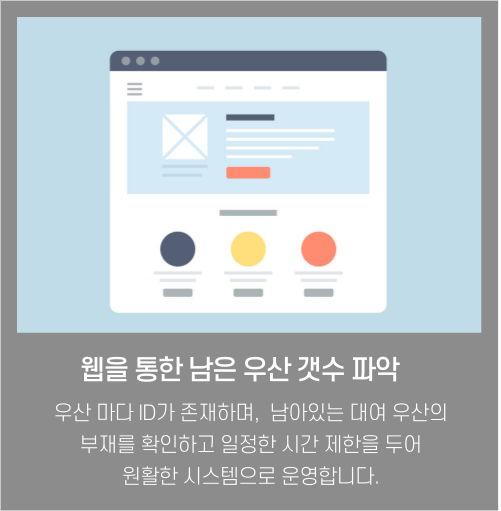 웹을 통한 남은 우산 갯수 파악
우산 마다 ID가 존재하며, 남아있는 대여 우산의
부재를 확인하고 일정한 시간 제한을 두어
원활한 시스템으로 운영합니다.